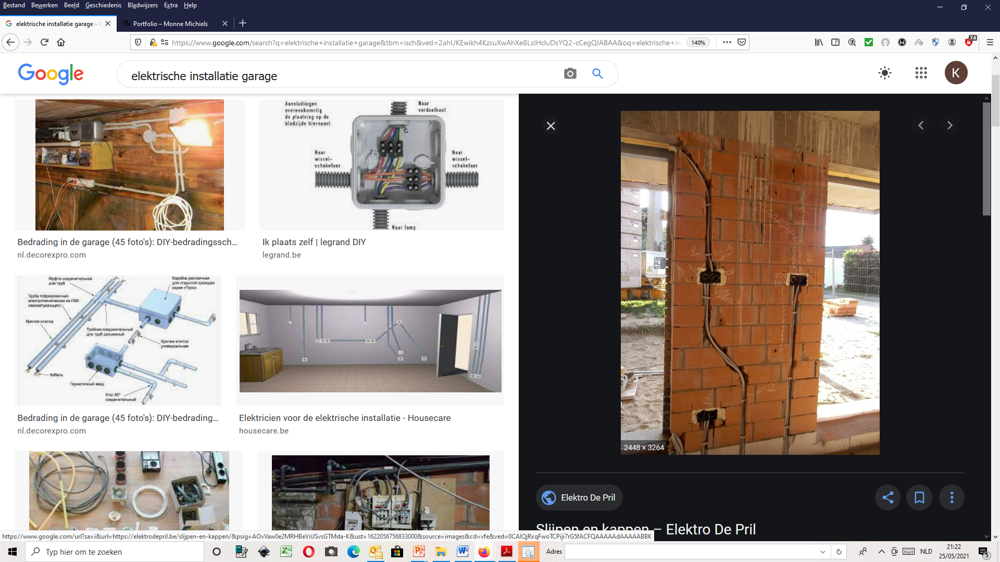 Bestand Bewerken Beeld Geschiedenis Bladwijzers Extra Help
elektrische installatie garage -
Portfolio – Monne Michiels
https://www.google.com/search?q=elektrische+installatie+garage&tbm=isch&ved=2ahUKEwikh4KzxuXwAhXe8LsIHcluDsYQ2-cCegQIABAA&oq=elektrische+in
140%
74
Google
elektrische installatie garage
K
Aansluitingen
overeenkomstig
de plaatsing op de
bladzijde hiernaast
Naar
verdeelkast
Naar
wissel-
schakelaar
Naar
wissel-
schakelaar
Naar lamp
Bedrading in de garage (45 foto's): DIY-bedradingssch...
nl.decorexpro.com
Ik plaats zelf | legrand DIY
legrand.be
Муфта соединительная
для труб
Коробка распаячная
для открытой проводки
серии «Тусо»
Труба гофрированная
электротехническая из ПВХ
самозатухающего
Крепеж-клипса
Тройник соединительный
для труб разъемный
Крепеж-клипса
универсальная
Кабель
Герметичный ввод
Угол 90°
соединительный
Bedrading in de garage (45 foto's): DIY-bedrading...
nl.decorexpro.com
Elektricien voor de elektrische installatie - Housecare
housecare.be
2
2
2
2448 × 3264
Elektro De Pril
Slijpen en kappen – Elektro De Pril
https://www.google.com/url?sa=i&url=https://elektrodepril.be/slijpen-en-kappen/&psig=AOvVaw0e2MRHBeVriJSvsGTMda-K&ust=1622056756833000&source=images&cd=vfe&ved=0CAIQjRxqFwoTCPiji7rG5fACFQAAAAAdAAAAABBK
Typ hier om te zoeken
Adres
NLD
21:22
25/05/2021
5